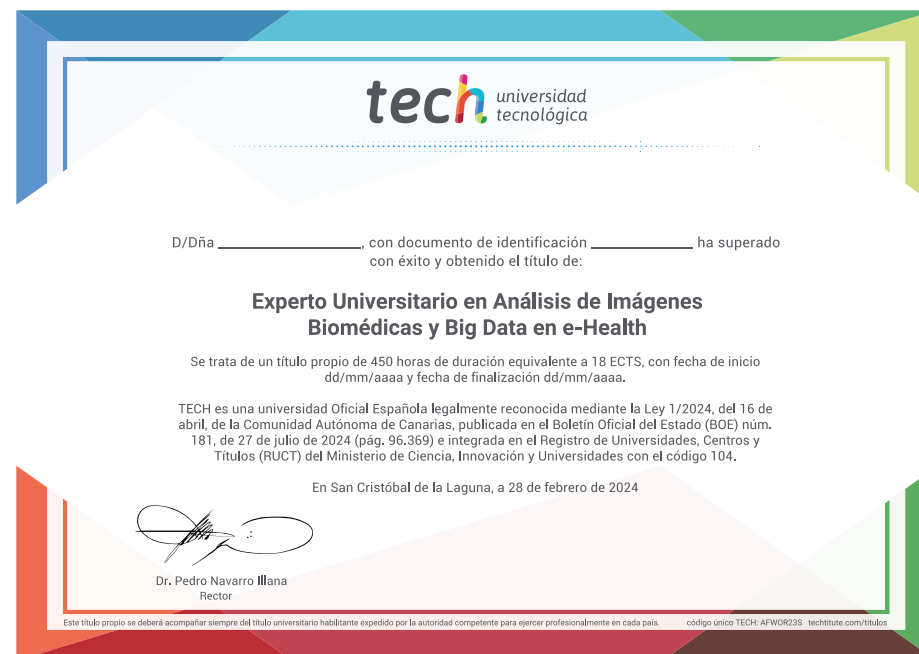 tech universidad
tecnológica
D/Dña ____________________, con documento de identificación ______________ ha superado
con éxito y obtenido el título de:
Experto Universitario en Análisis de Imágenes
Biomédicas y Big Data en e-Health
Se trata de un título propio de 450 horas de duración equivalente a 18 ECTS, con fecha de inicio
dd/mm/aaaa y fecha de finalización dd/mm/aaaa.
TECH es una universidad Oficial Española legalmente reconocida mediante la Ley 1/2024, del 16 de
abril, de la Comunidad Autónoma de Canarias, publicada en el Boletín Oficial del Estado (BOE) núm.
181, de 27 de julio de 2024 (pág. 96.369) e integrada en el Registro de Universidades, Centros y
Títulos (RUCT) del Ministerio de Ciencia, Innovación y Universidades con el código 104.
En San Cristóbal de la Laguna, a 28 de febrero de 2024
Dr. Pedro Navarro Illana
Rector
Este título propio se deberá acompañar siempre del título universitario habilitante expedido por la autoridad competente para ejercer profesionalmente en cada país. código único TECH: AFWOR23S techtitute.com/titulos